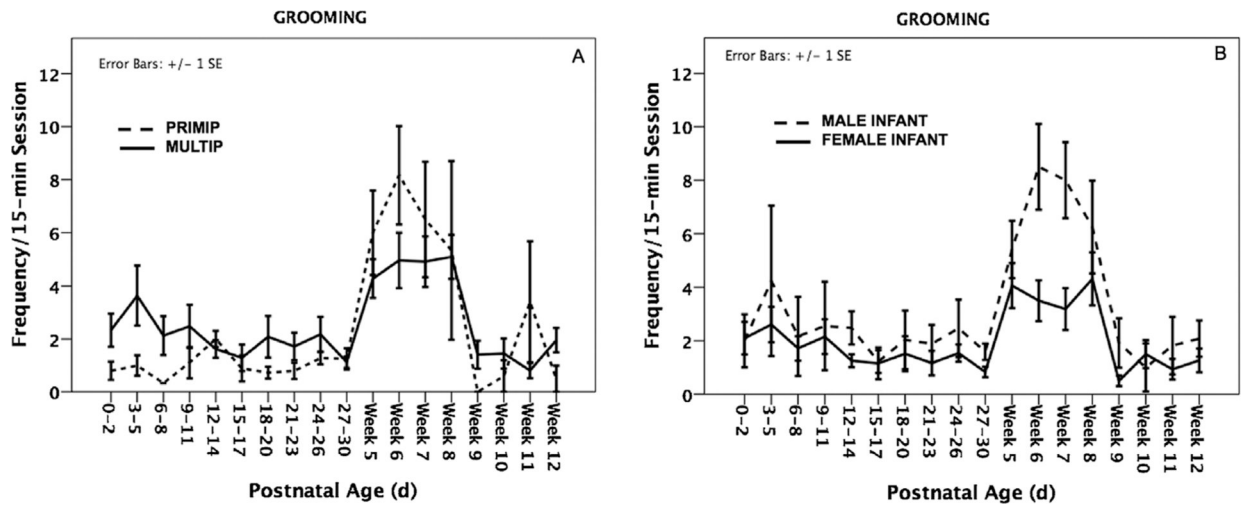 GROOMING
A
Error Bars: +/- 1 SE
PRIMIP
MULTIP
Frequency/15-min Session
12
10
8
6
4
2
0
0-2
3-5
6-8
9-11
12-14
15-17
18-20
21-23
24-26
27-30
Week 5
Week 6
Week 7
Week 8
Week 9
Week 10
Week 11
Week 12
Postnatal Age (d)
GROOMING
B
Error Bars: +/- 1 SE
MALE INFANT
FEMALE INFANT
Frequency/15-min Session
12
10
8
6
4
2
0
0-2
3-5
6-8
9-11
12-14
15-17
18-20
21-23
24-26
27-30
Week 5
Week 6
Week 7
Week 8
Week 9
Week 10
Week 11
Week 12
Postnatal Age (d)